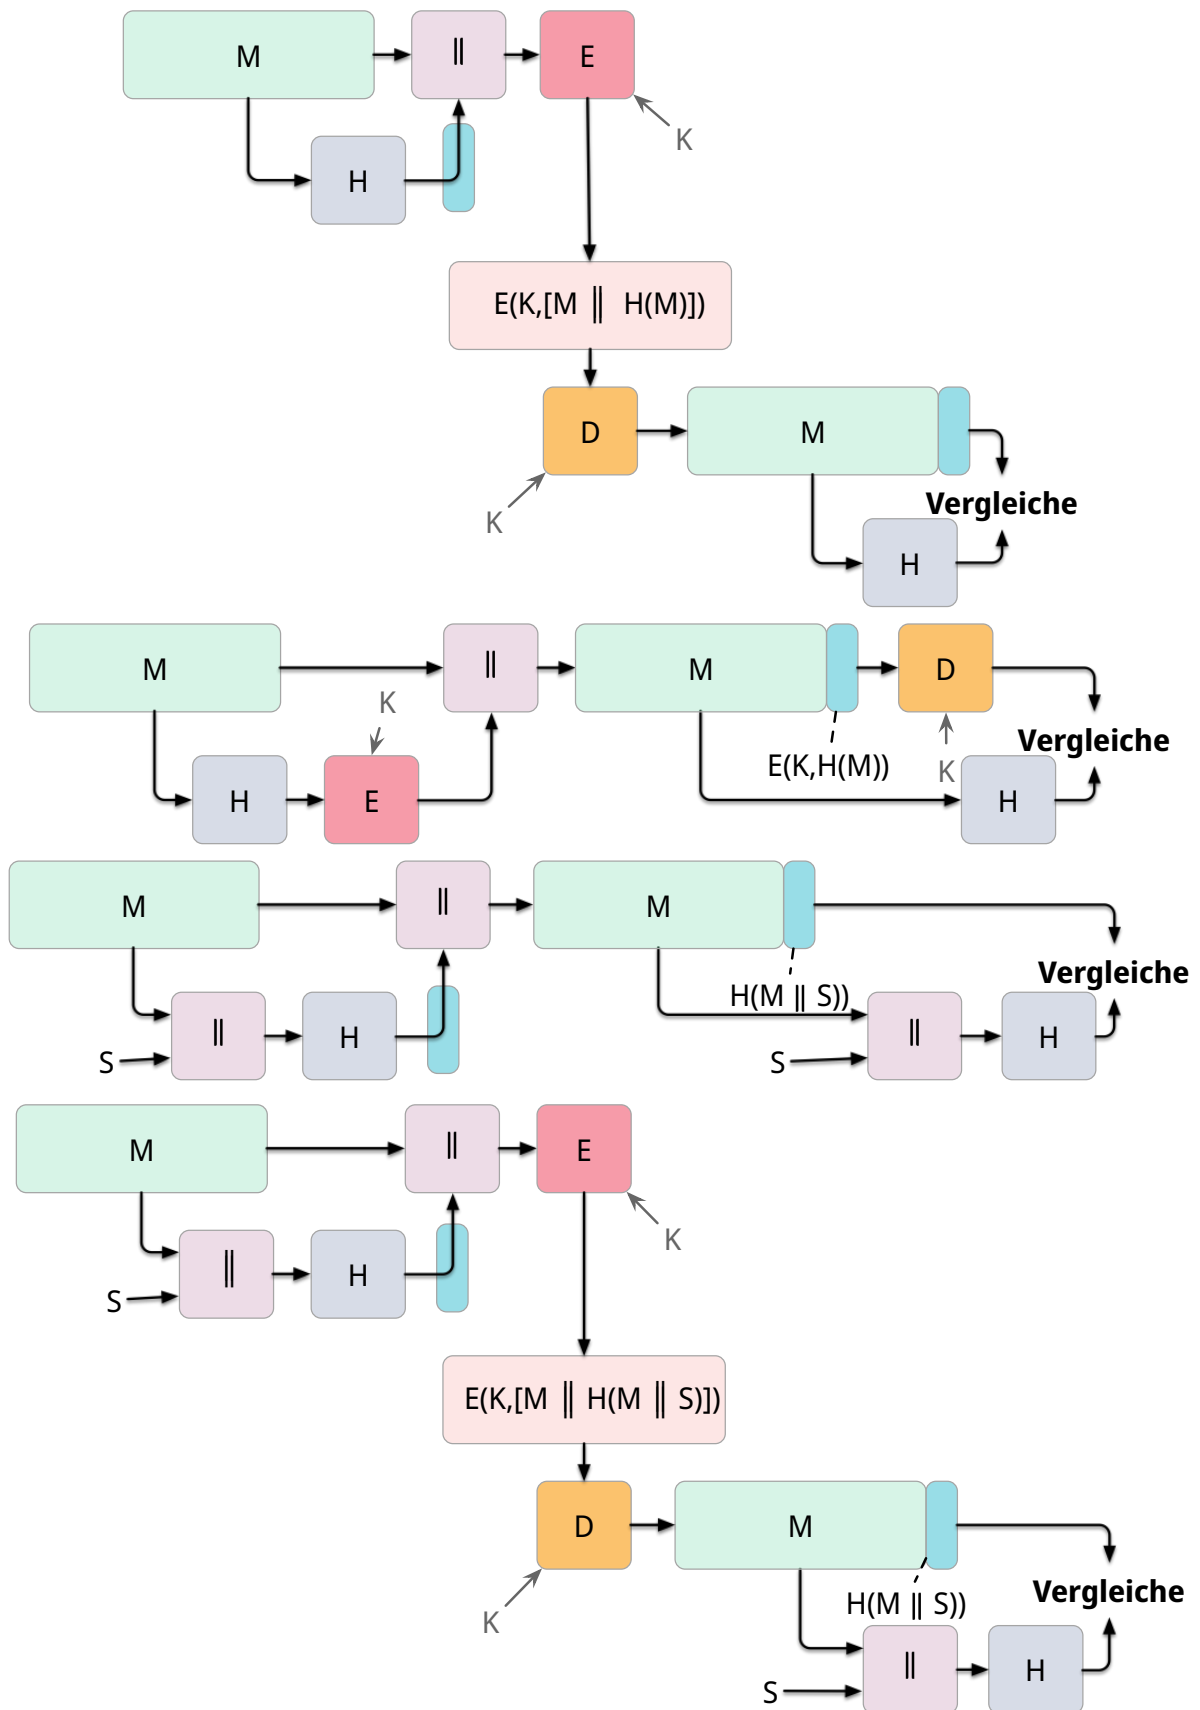 M ∥ E
K
H
E(K,[M ∥ H(M)])
D M
K
Vergleiche
H
M ∥ M D
K
Vergleiche
E(K,H(M))
K
H E H
M ∥ M
Vergleiche
H(M ∥ S))
∥ H ∥ H
S S
M ∥ E
K
∥ H
S
E(K,[M ∥ H(M ∥ S)])
D M
Vergleiche
H(M ∥ S))
K
∥ H
S